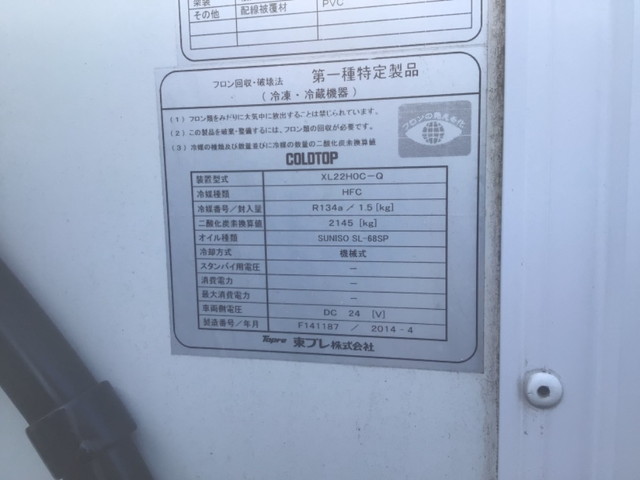 その他 配線被覆材 PVC
フロン回収・破壊法 第一種特定製品
(冷凍・冷蔵機器)
(1) フロン類をみだりに大気中に放出することは禁じられています。
(2) この製品を破棄・整備するには、フロン類の回収が必要です。
(3) 冷媒の種類及び数量並びに冷媒の数量の二酸化炭素換算値
フロンの見える化
COLDTOP
装置型式 XL22H0C-Q
冷媒種類 HFC
冷媒番号/封入量 R134a / 1.5 [kg]
二酸化炭素換算値 2145 [kg]
オイル種類 SUNISO SL-68SP
冷却方式 機械式
スタンバイ用電圧 －
消費電力 －
最大消費電力 －
車両側電圧 DC 24 [V]
製造番号/年月 F141187 / 2014-4
Topre 東プレ株式会社